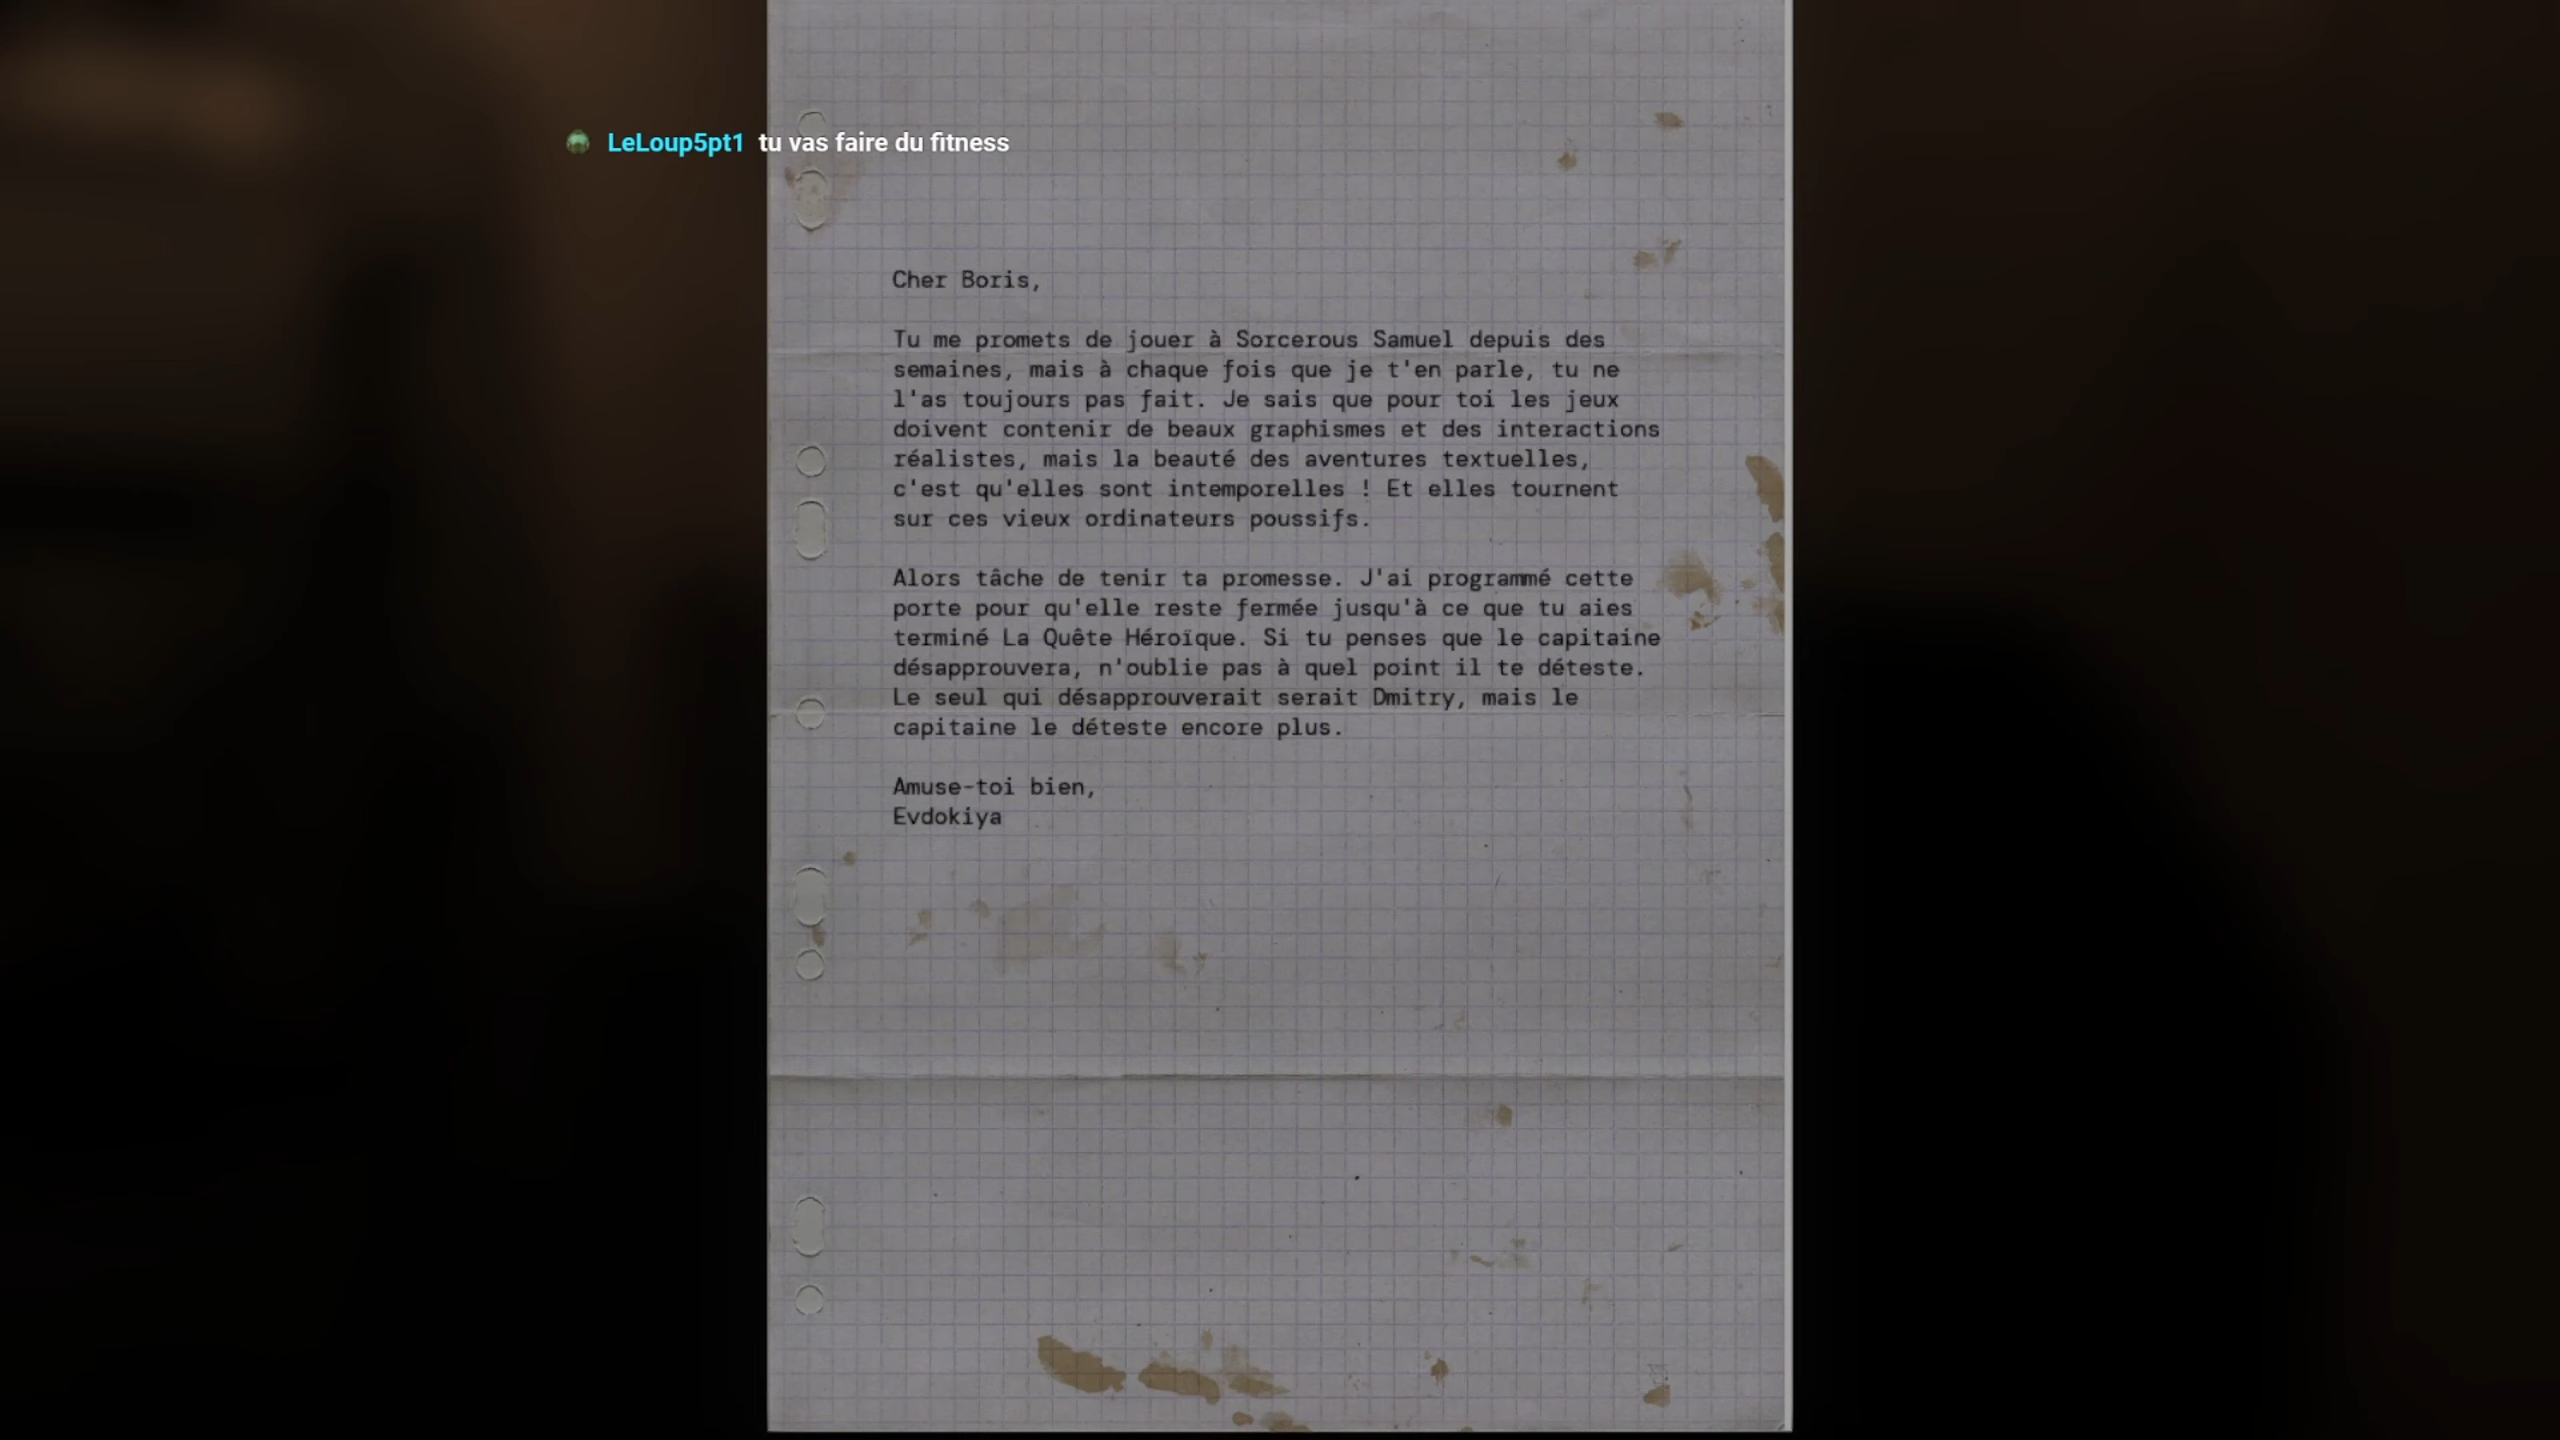 LeLoup5pt1 tu vas faire du fitness
Cher Boris,
Tu me promets de jouer à Sorcerous Samuel depuis des
semaines, mais à chaque fois que je t'en parle, tu ne
l'as toujours pas fait. Je sais que pour toi les jeux
doivent contenir de beaux graphismes et des interactions
réalistes, mais la beauté des aventures textuelles,
c'est qu'elles sont intemporelles ! Et elles tournent
sur ces vieux ordinateurs poussifs.
Alors tâche de tenir ta promesse. J'ai programmé cette
porte pour qu'elle reste fermée jusqu'à ce que tu aies
terminé La Quête Héroïque. Si tu penses que le capitaine
désapprouvera, n'oublie pas à quel point il te déteste.
Le seul qui désapprouverait serait Dmitry, mais le
capitaine le déteste encore plus.
Amuse-toi bien,
Evdokiya